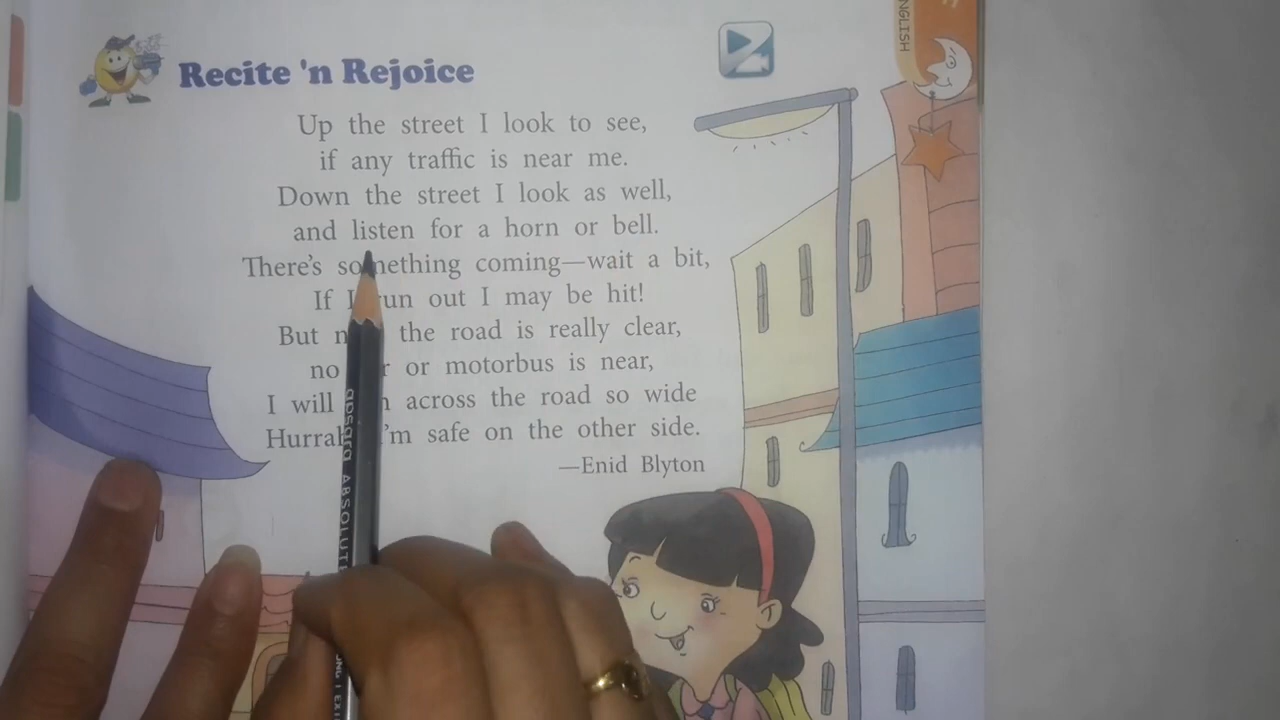 ENGLISH
Recite 'n Rejoice
Up the street I look to see,
if any traffic is near me.
Down the street I look as well,
and listen for a horn or bell.
There's something coming—wait a bit,
If I run out I may be hit!
But the road is really clear,
no or motorbus is near,
I will across the road so wide
Hurrah I'm safe on the other side.
—Enid Blyton
apsara ABSOLUTE